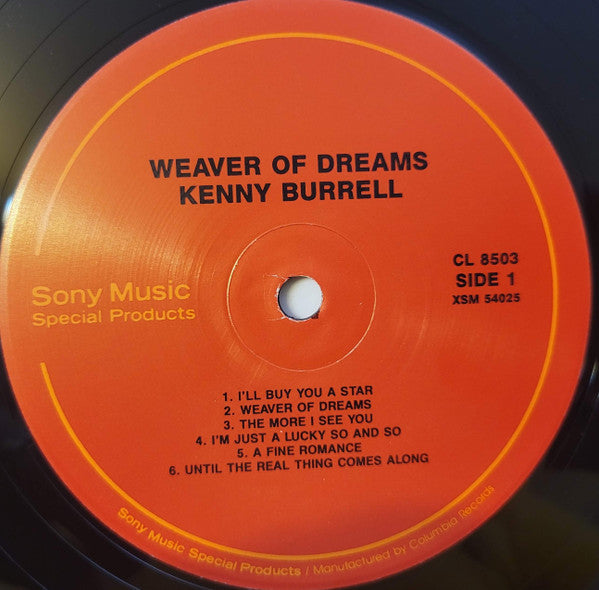 WEAVER OF DREAMS
KENNY BURRELL
CL 8503
SIDE 1
XSM 54025
Sony Music
Special Products
1. I'LL BUY YOU A STAR
2. WEAVER OF DREAMS
3. THE MORE I SEE YOU
4. I'M JUST A LUCKY SO AND SO
5. A FINE ROMANCE
6. UNTIL THE REAL THING COMES ALONG
Sony Music Special Products / Manufactured by Columbia Records